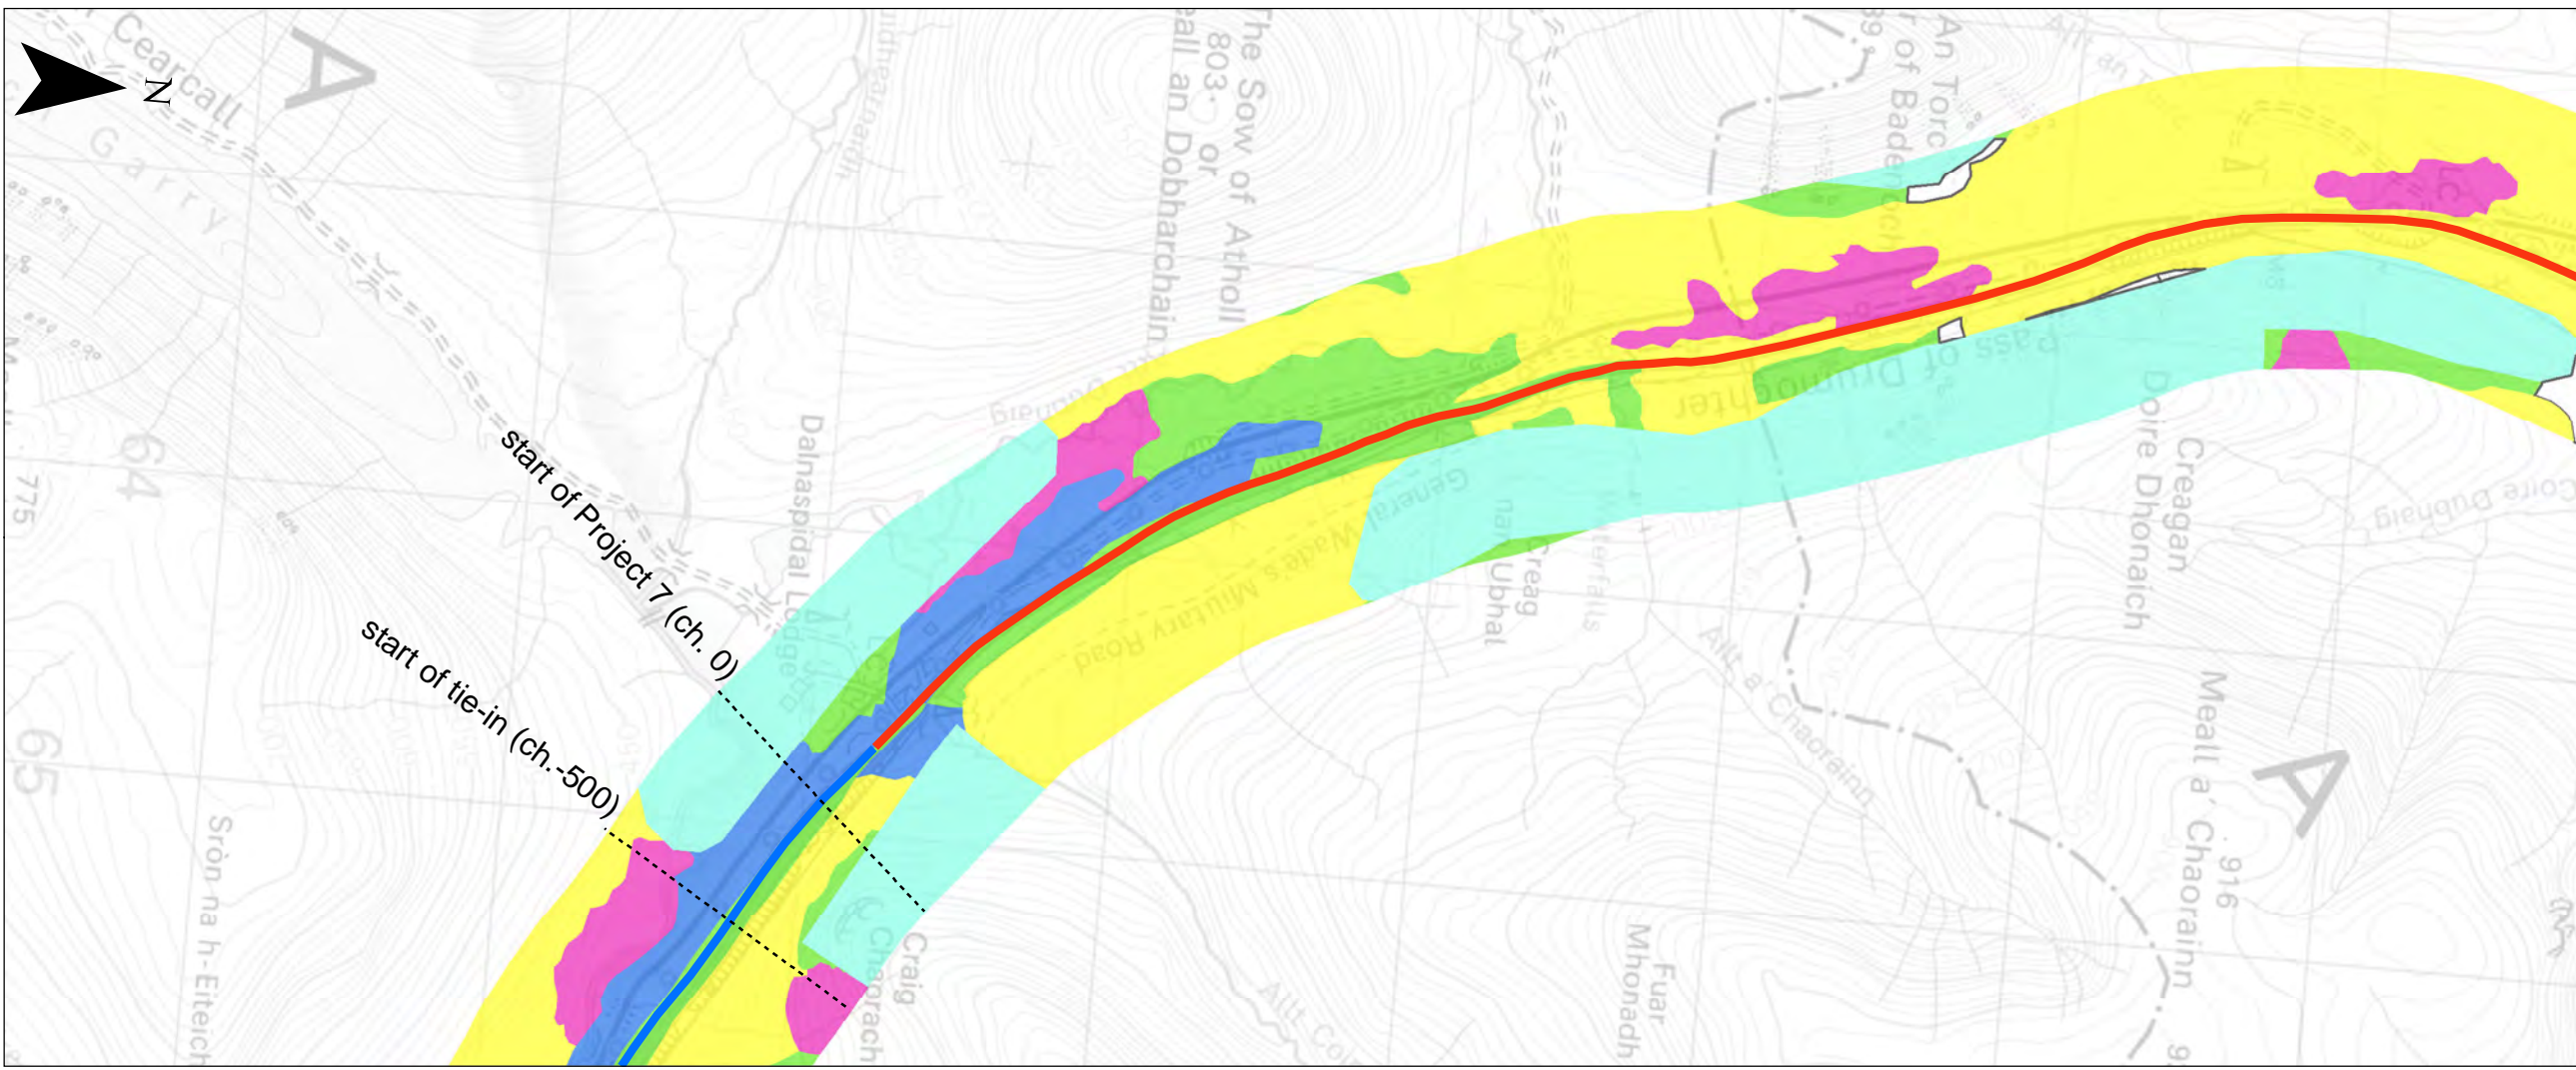 Cearcall
A
N
Garry
The Sow of Atholl
803
or
Meall an Dobharchain
An Torc
or of Badenoch
64
775
65
Dalnaspidal Lodge
start of Project 7 (ch. 0)
start of tie-in (ch.-500)
Sròn na h-Eiteich
General Wade's Military Road
Pass of Drumochter
LC
Creag
nan Ubhal
Waterfalls
Allt a' Chaorainn
Creagan
Doire Dhonaich
Coire Dubhaig
Meall a' Chaorainn
916
A
Craig
Chaorach
Fuar
Mhonadh